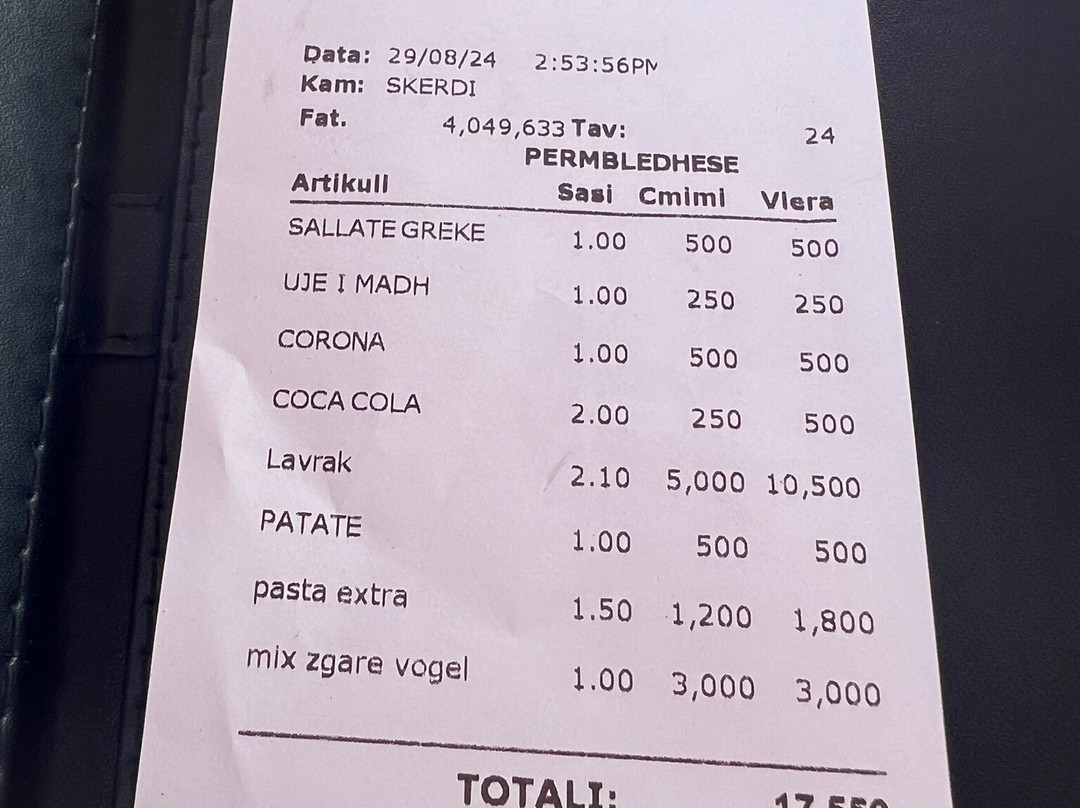 Data: 29/08/24 2:53:56PM
Kam: SKERDI
Fat. 4,049,633 Tav: 24
PERMBLEDHESE
Artikull Sasi Cmimi Vlera
SALLATE GREKE 1.00 500 500
UJE I MADH 1.00 250 250
CORONA 1.00 500 500
COCA COLA 2.00 250 500
Lavrak 2.10 5,000 10,500
PATATE 1.00 500 500
pasta extra 1.50 1,200 1,800
mix zgare vogel 1.00 3,000 3,000
TOTALI: 17,550